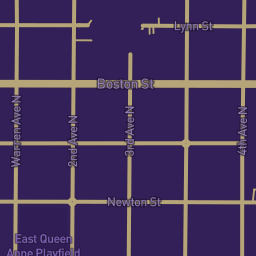 Lynn St
Boston St
Warren Ave N
2nd Ave N
3rd Ave N
4th Ave N
Newton St
East Queen
Anne Playfield